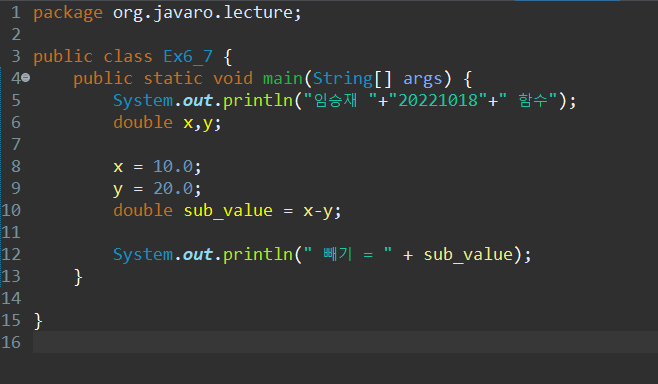 1 package org.javaro.lecture;
2
3 public class Ex6_7 {
4     public static void main(String[] args) {
5         System.out.println("임승재 "+"20221018"+" 함수");
6         double x,y;
7
8         x = 10.0;
9         y = 20.0;
10         double sub_value = x-y;
11
12         System.out.println(" 빼기 = " + sub_value);
13     }
14
15 }
16